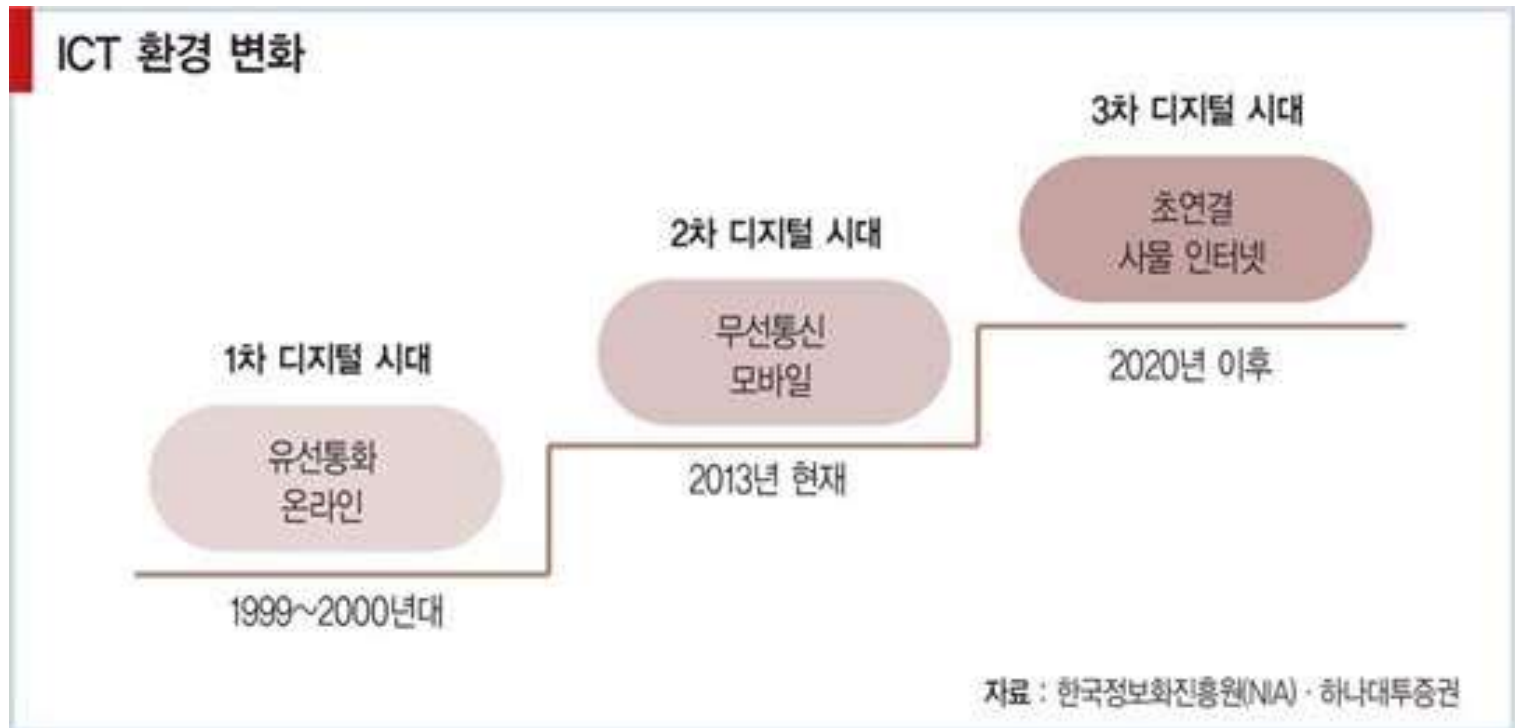 ICT 환경 변화
1차 디지털 시대
유선통화
온라인
1999~2000년대
2차 디지털 시대
무선통신
모바일
2013년 현재
3차 디지털 시대
초연결
사물 인터넷
2020년 이후
자료 : 한국정보화진흥원(NIA) · 하나대투증권